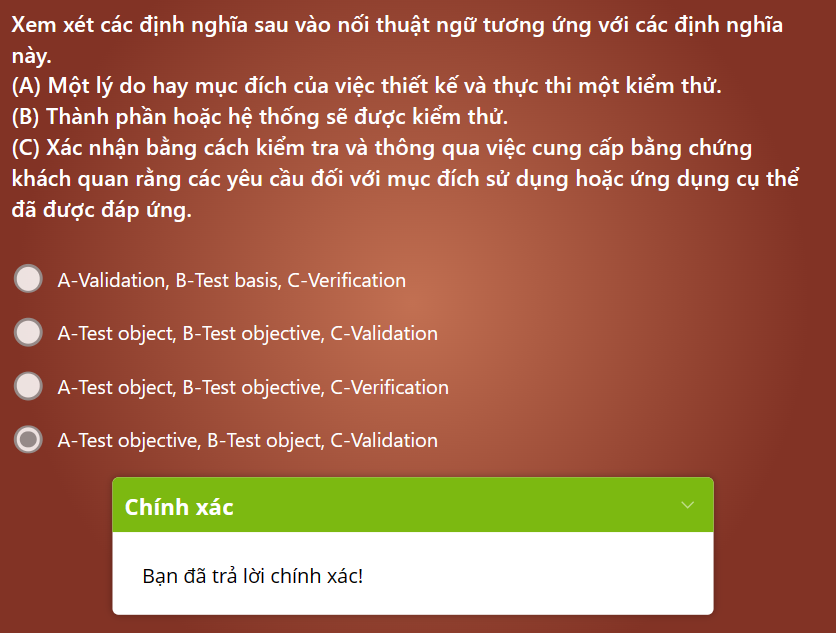 Xem xét các định nghĩa sau vào nối thuật ngữ tương ứng với các định nghĩa
này.
(A) Một lý do hay mục đích của việc thiết kế và thực thi một kiểm thử.
(B) Thành phần hoặc hệ thống sẽ được kiểm thử.
(C) Xác nhận bằng cách kiểm tra và thông qua việc cung cấp bằng chứng
khách quan rằng các yêu cầu đối với mục đích sử dụng hoặc ứng dụng cụ thể
đã được đáp ứng.
A-Validation, B-Test basis, C-Verification
A-Test object, B-Test objective, C-Validation
A-Test object, B-Test objective, C-Verification
A-Test objective, B-Test object, C-Validation
Chính xác
Bạn đã trả lời chính xác!